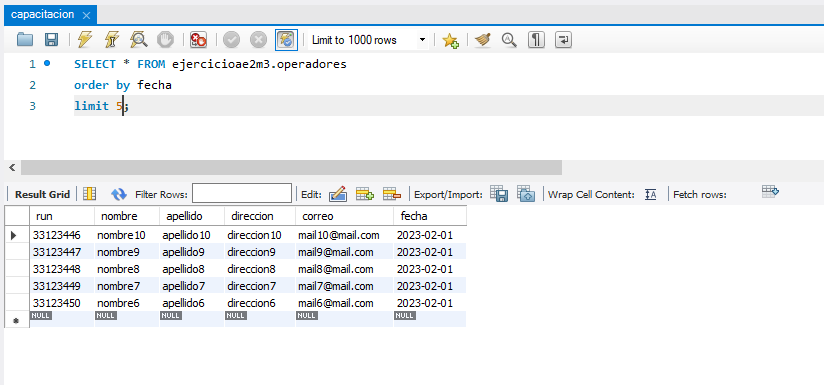 capacitacion
Limit to 1000 rows
1 SELECT * FROM ejercicioae2m3.operadores
2 order by fecha
3 limit 5;
Result Grid Filter Rows: Edit: Export/Import: Wrap Cell Content: Fetch rows:
run nombre apellido direccion correo fecha
33123446 nombre10 apellido10 direccion10 mail10@mail.com 2023-02-01
33123447 nombre9 apellido9 direccion9 mail9@mail.com 2023-02-01
33123448 nombre8 apellido8 direccion8 mail8@mail.com 2023-02-01
33123449 nombre7 apellido7 direccion7 mail7@mail.com 2023-02-01
33123450 nombre6 apellido6 direccion6 mail6@mail.com 2023-02-01
NULL NULL NULL NULL NULL NULL